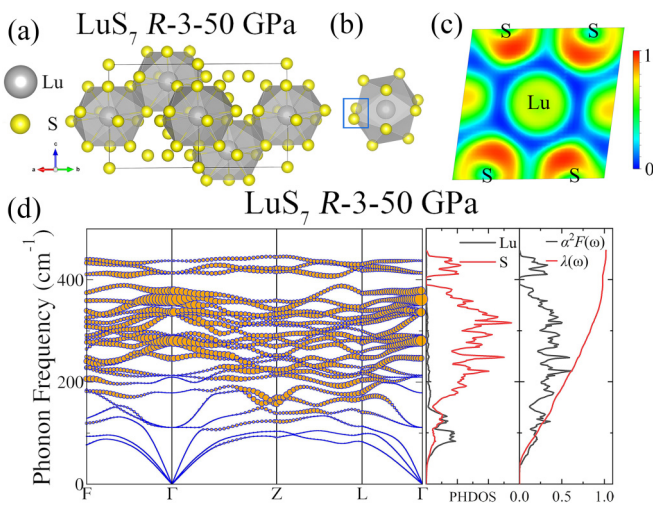 (a) LuS₇ R-3-50 GPa
Lu
S
a
b
c
(b)
(c)
S
S
Lu
S
S
1
0
(d) LuS₇ R-3-50 GPa
Phonon Frequency (cm⁻¹)
400
200
0
F Γ Z L Γ
Lu
S
PHDOS
α²F(ω)
λ(ω)
0.0 0.5 1.0